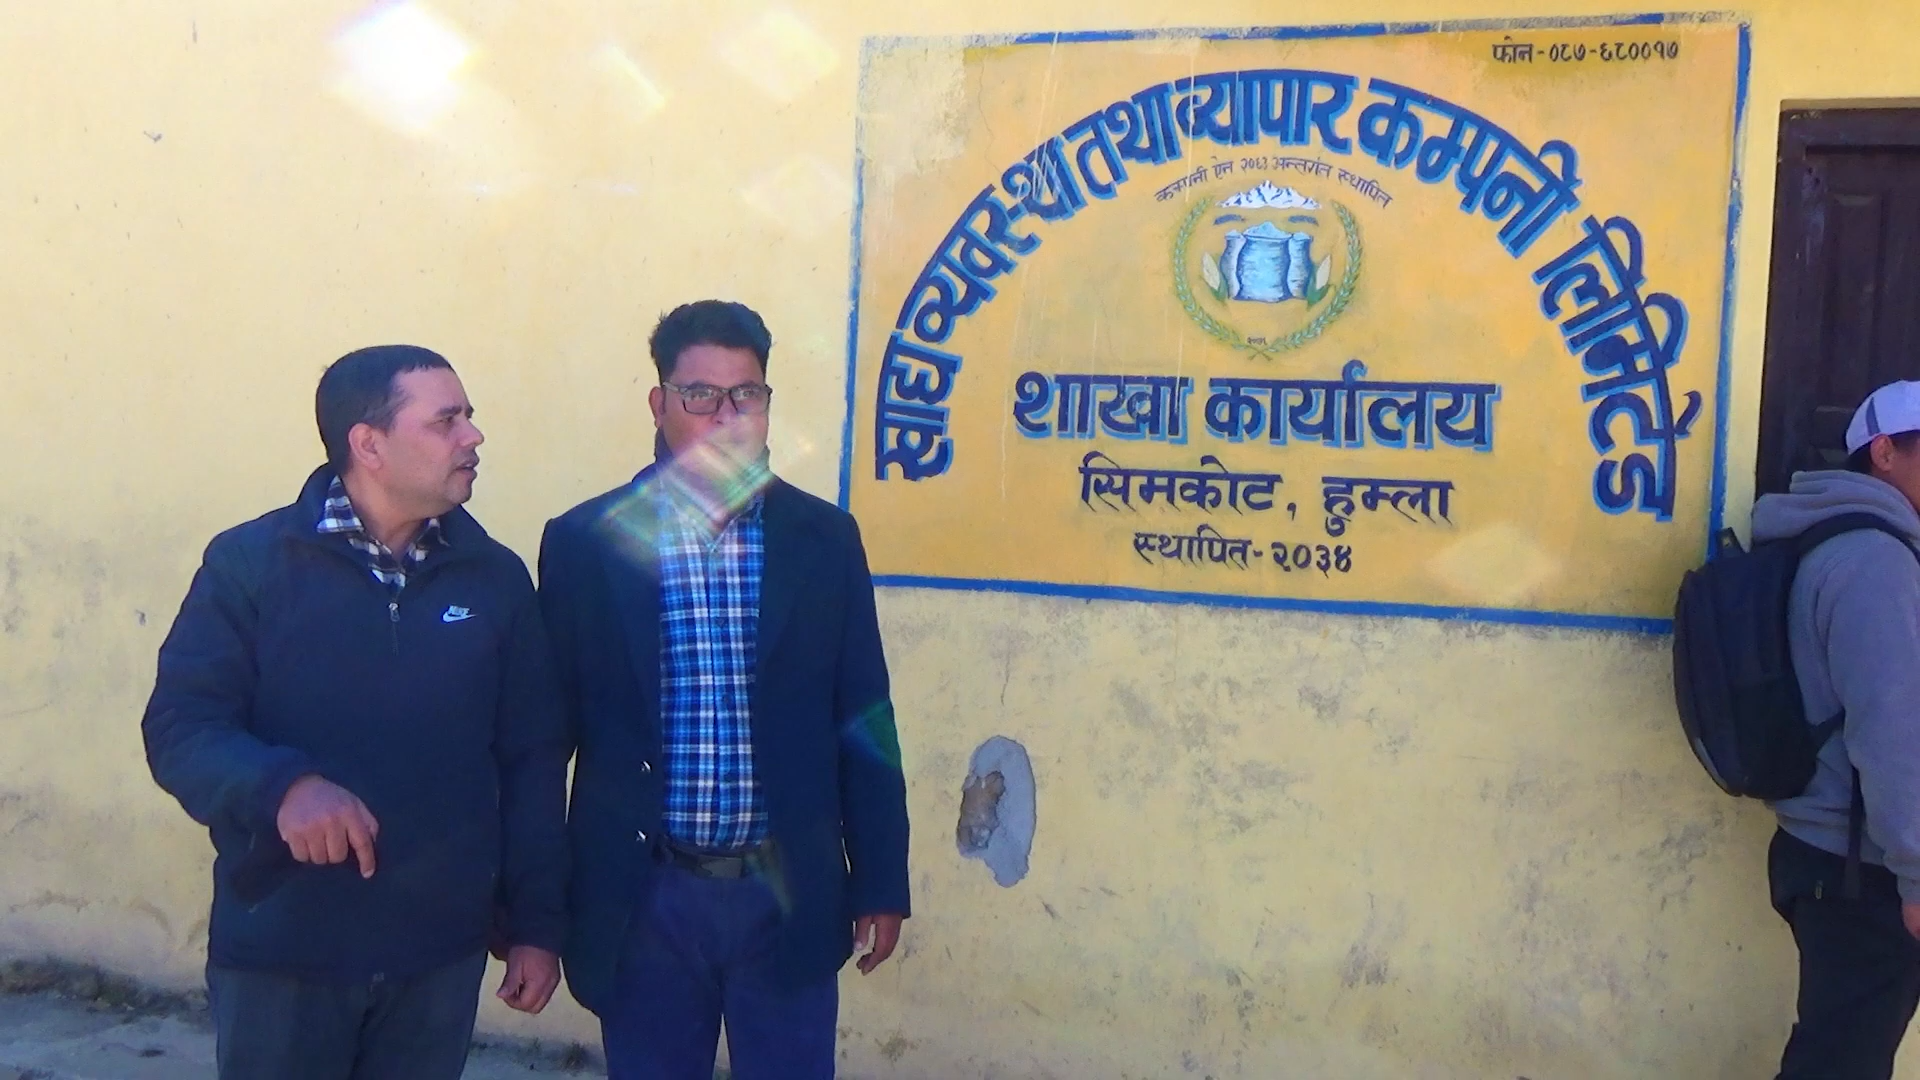 फोन-०८७-६८००१७
खाद्य व्यवस्था तथा व्यापार कम्पनी लिमिटेड
कम्पनी ऐन २०६३ अन्तर्गत स्थापित
शाखा कार्यालय
सिमकोट, हुम्ला
स्थापित-२०३४
NIKE